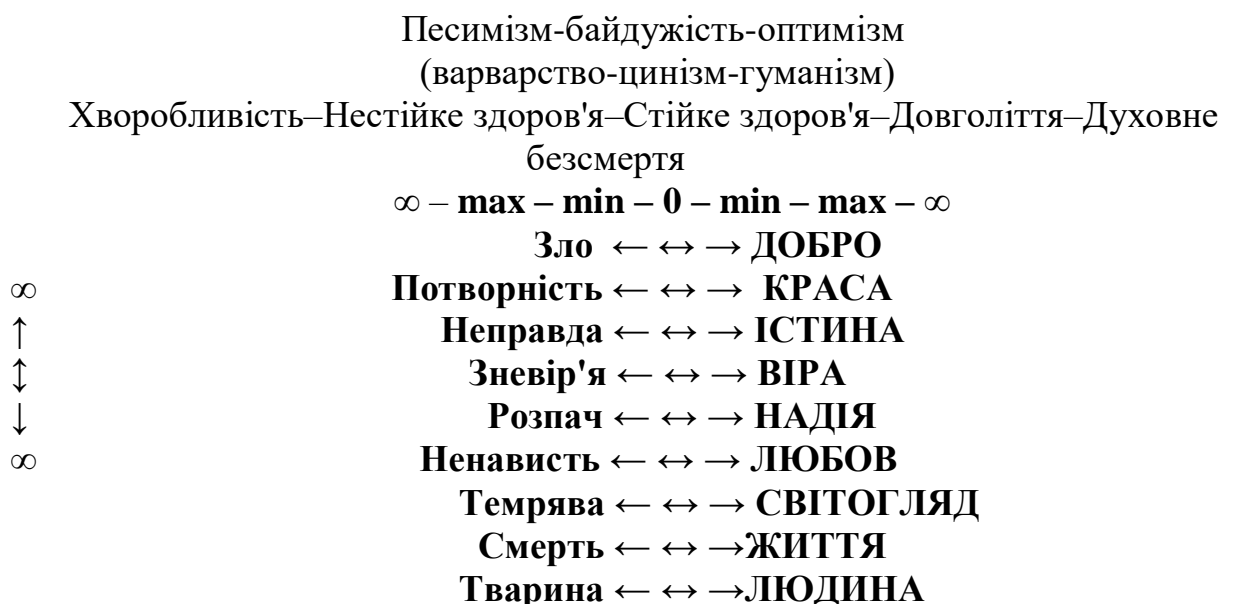 Песимізм-байдужість-оптимізм
(варварство-цинізм-гуманізм)
Хворобливість–Нестійке здоров'я–Стійке здоров'я–Довголіття–Духовне
безсмертя
∞ – max – min – 0 – min – max – ∞
Зло ← ↔ → ДОБРО
∞ Потворність ← ↔ → КРАСА
↑ Неправда ← ↔ → ІСТИНА
↕ Зневір'я ← ↔ → ВІРА
↓ Розпач ← ↔ → НАДІЯ
∞ Ненависть ← ↔ → ЛЮБОВ
Темрява ← ↔ → СВІТОГЛЯД
Смерть ← ↔ →ЖИТТЯ
Тварина ← ↔ →ЛЮДИНА